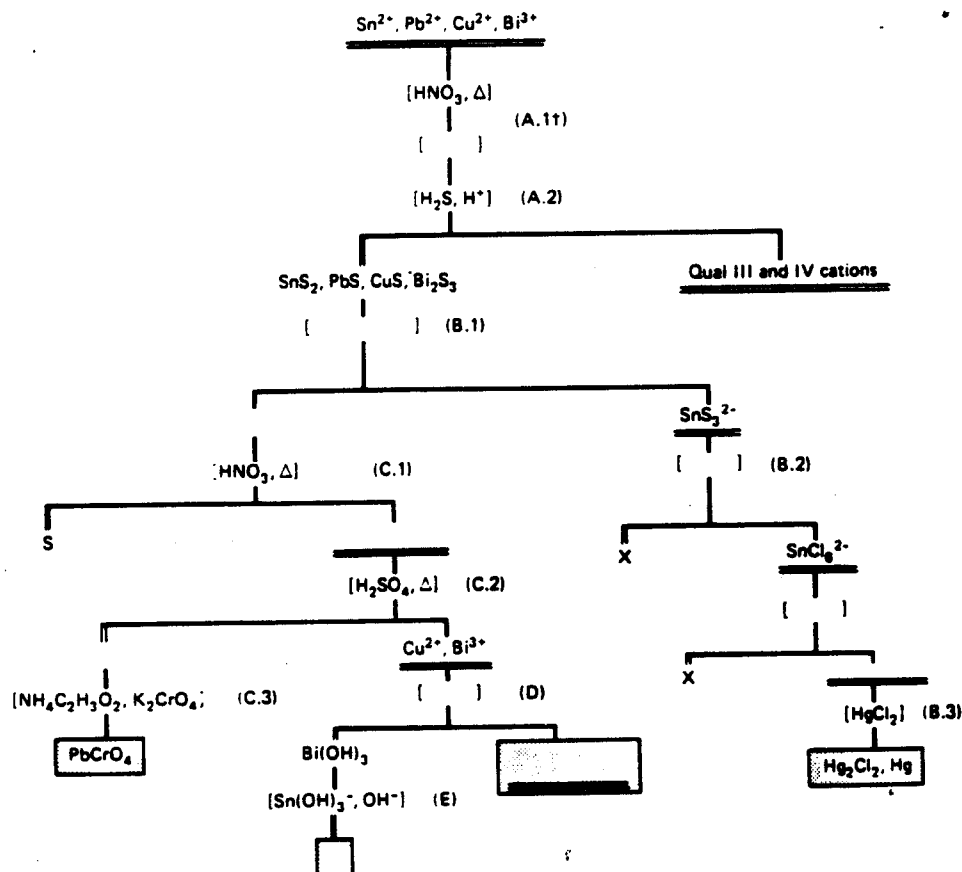 Sn²⁺, Pb²⁺, Cu²⁺, Bi³⁺
[HNO₃, Δ]
(A.1†)
[ ]
[H₂S, H⁺] (A.2)
SnS₂, PbS, CuS, Bi₂S₃
Qual III and IV cations
[ ] (B.1)
SnS₃²⁻
[HNO₃, Δ] (C.1)
[ ] (B.2)
S
X
SnCl₆²⁻
[H₂SO₄, Δ] (C.2)
[ ]
Cu²⁺, Bi³⁺
X
[NH₄C₂H₃O₂, K₂CrO₄] (C.3)
[ ] (D)
[HgCl₂] (B.3)
PbCrO₄
Bi(OH)₃
Hg₂Cl₂, Hg
[Sn(OH)₃⁻, OH⁻] (E)